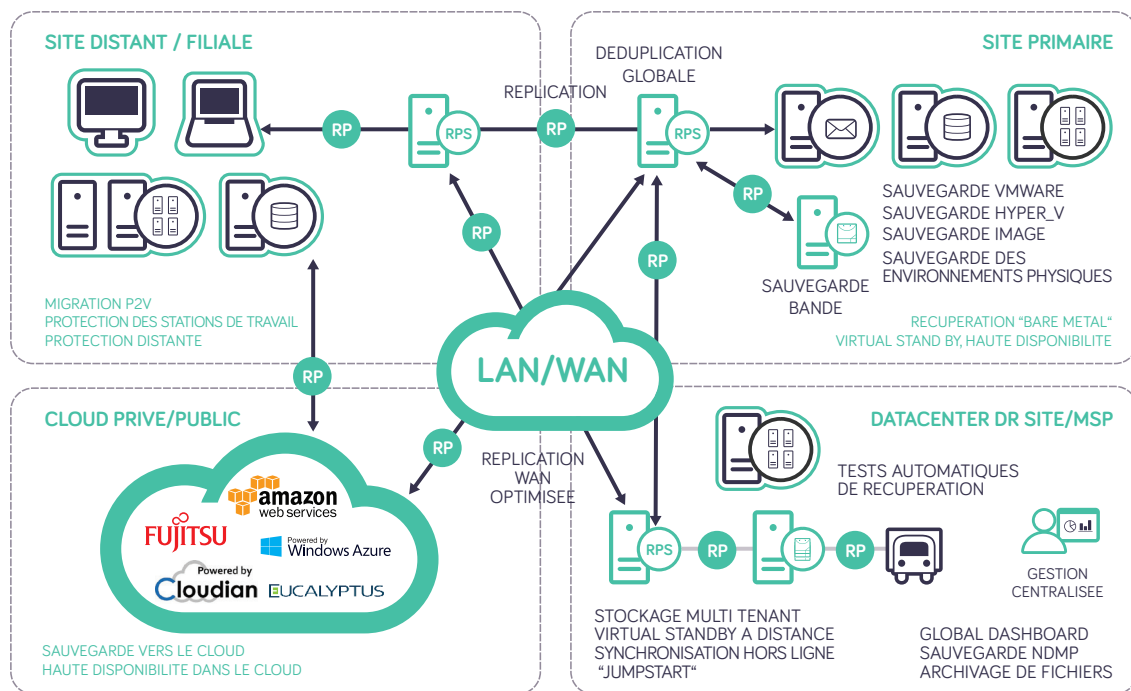 SITE DISTANT / FILIALE
RP
RPS
REPLICATION
RP
RP
MIGRATION P2V
PROTECTION DES STATIONS DE TRAVAIL
PROTECTION DISTANTE
RP
SITE PRIMAIRE
DEDUPLICATION
GLOBALE
RPS
RP
RP
SAUVEGARDE
BANDE
SAUVEGARDE VMWARE
SAUVEGARDE HYPER_V
SAUVEGARDE IMAGE
SAUVEGARDE DES
ENVIRONNEMENTS PHYSIQUES
RECUPERATION "BARE METAL"
VIRTUAL STAND BY, HAUTE DISPONIBILITE
LAN/WAN
CLOUD PRIVE/PUBLIC
RP
REPLICATION
WAN
OPTIMISEE
amazon
web services
FUJITSU
Powered by
Windows Azure
Powered by
Cloudian
EUCALYPTUS
SAUVEGARDE VERS LE CLOUD
HAUTE DISPONIBILITE DANS LE CLOUD
DATACENTER DR SITE/MSP
TESTS AUTOMATIQUES
DE RECUPERATION
RPS
RP
RP
GESTION
CENTRALISEE
STOCKAGE MULTI TENANT
VIRTUAL STANDBY A DISTANCE
SYNCHRONISATION HORS LIGNE
"JUMPSTART"
GLOBAL DASHBOARD
SAUVEGARDE NDMP
ARCHIVAGE DE FICHIERS